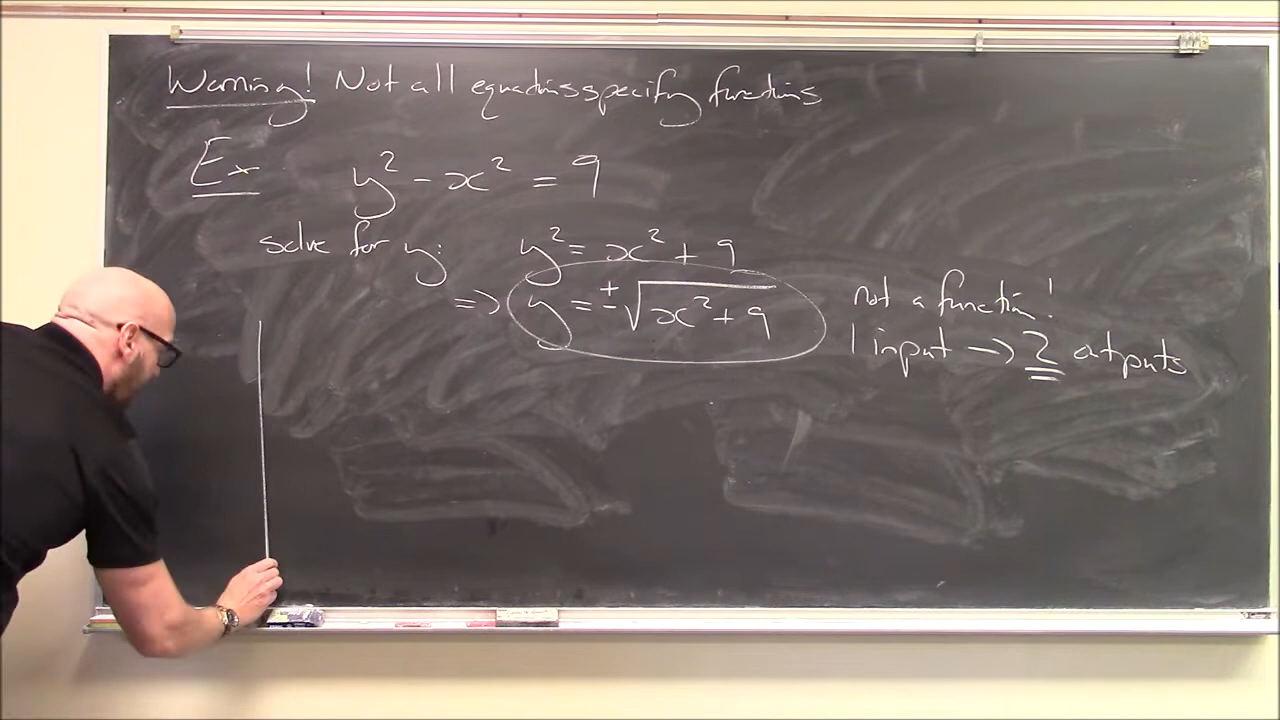 Warning! Not all equations specify functions
Ex y² - x² = 9
solve for y: y² = x² + 9
=> y = ±√(x² + 9)
not a function!
1 input → 2 outputs